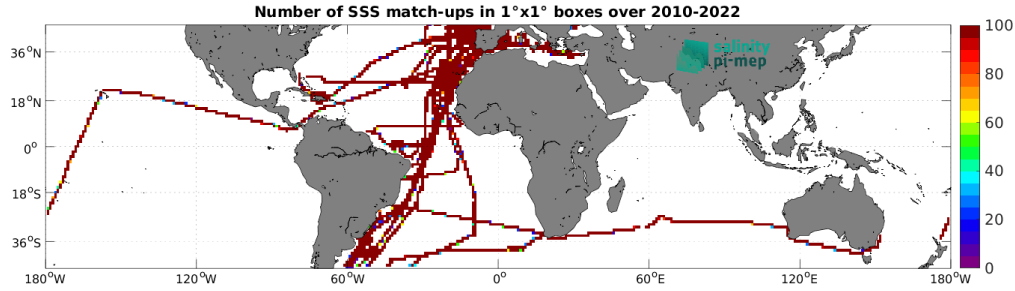 Number of SSS match-ups in 1°x1° boxes over 2010-2022
36°N
18°N
0°
18°S
36°S
180°W
120°W
60°W
0°
60°E
120°E
180°W
salinity
pi-mep
100
80
60
40
20
0